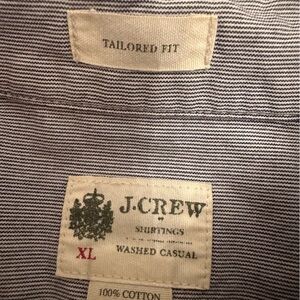 TAILORED FIT
J.CREW
SHIRTINGS
XL
WASHED CASUAL
100% COTTON